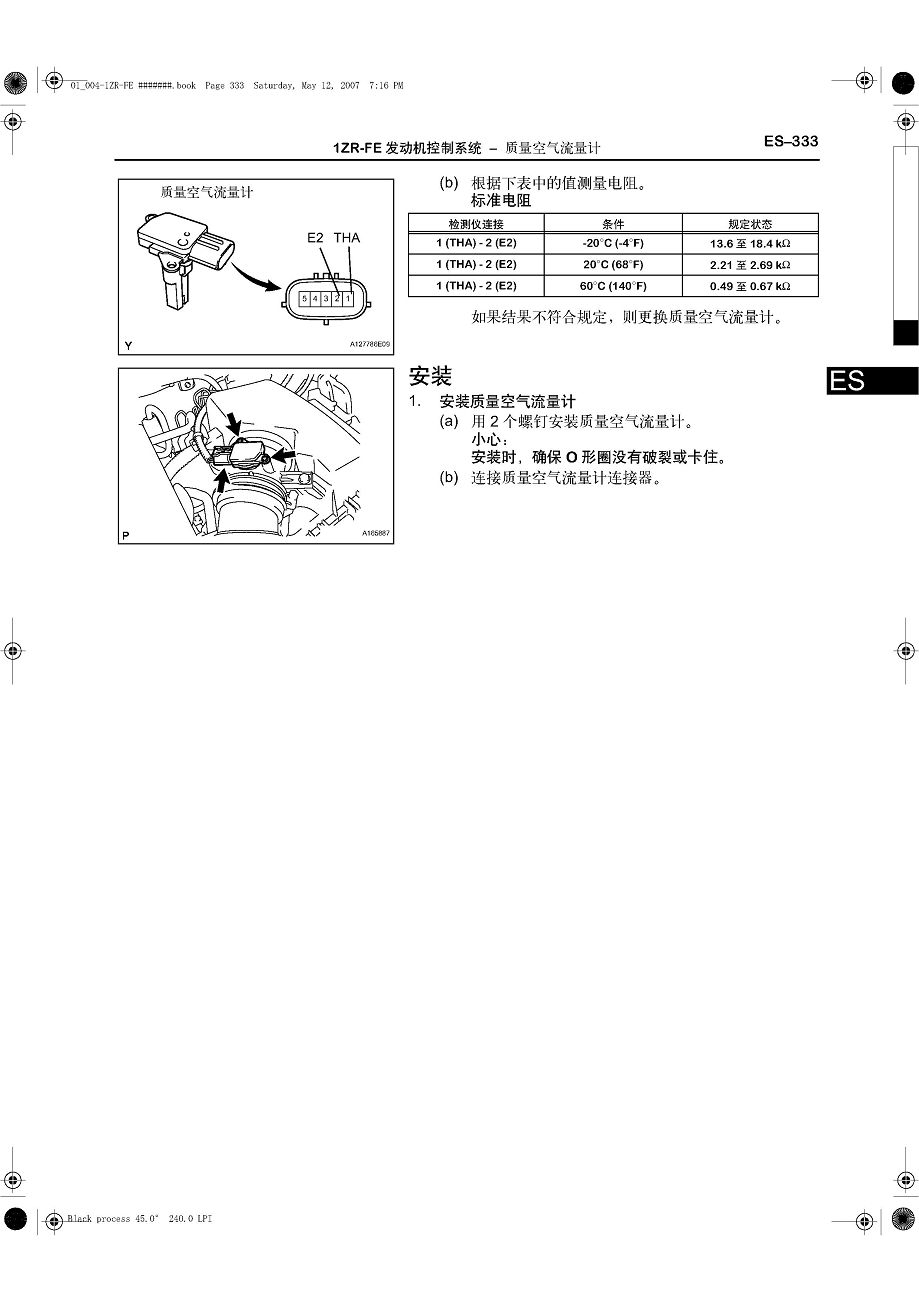 01_004-1ZR-FE #######.book Page 333 Saturday, May 12, 2007 7:16 PM
1ZR-FE 发动机控制系统 – 质量空气流量计
ES–333
质量空气流量计
E2 THA
5 4 3 2 1
Y
A127788E09
(b) 根据下表中的值测量电阻。
标准电阻
检测仪连接 条件 规定状态
1 (THA) - 2 (E2) -20°C (-4°F) 13.6 至 18.4 kΩ
1 (THA) - 2 (E2) 20°C (68°F) 2.21 至 2.69 kΩ
1 (THA) - 2 (E2) 60°C (140°F) 0.49 至 0.67 kΩ
如果结果不符合规定，则更换质量空气流量计。
ES
P
A165887
安装
1. 安装质量空气流量计
(a) 用 2 个螺钉安装质量空气流量计。
小心：
安装时，确保 O 形圈没有破裂或卡住。
(b) 连接质量空气流量计连接器。
Black process 45.0° 240.0 LPI